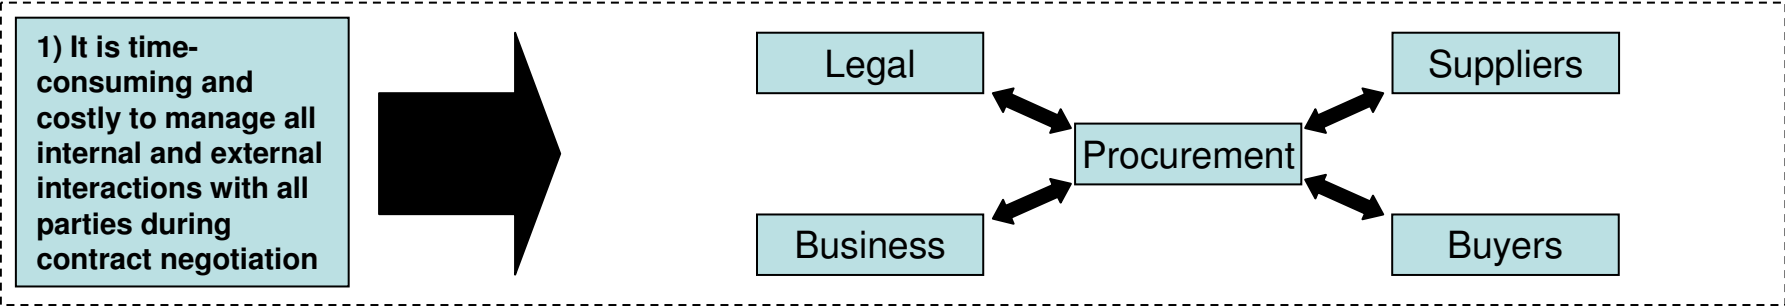 1) It is time-
consuming and
costly to manage all
internal and external
interactions with all
parties during
contract negotiation
Legal
Suppliers
Procurement
Business
Buyers